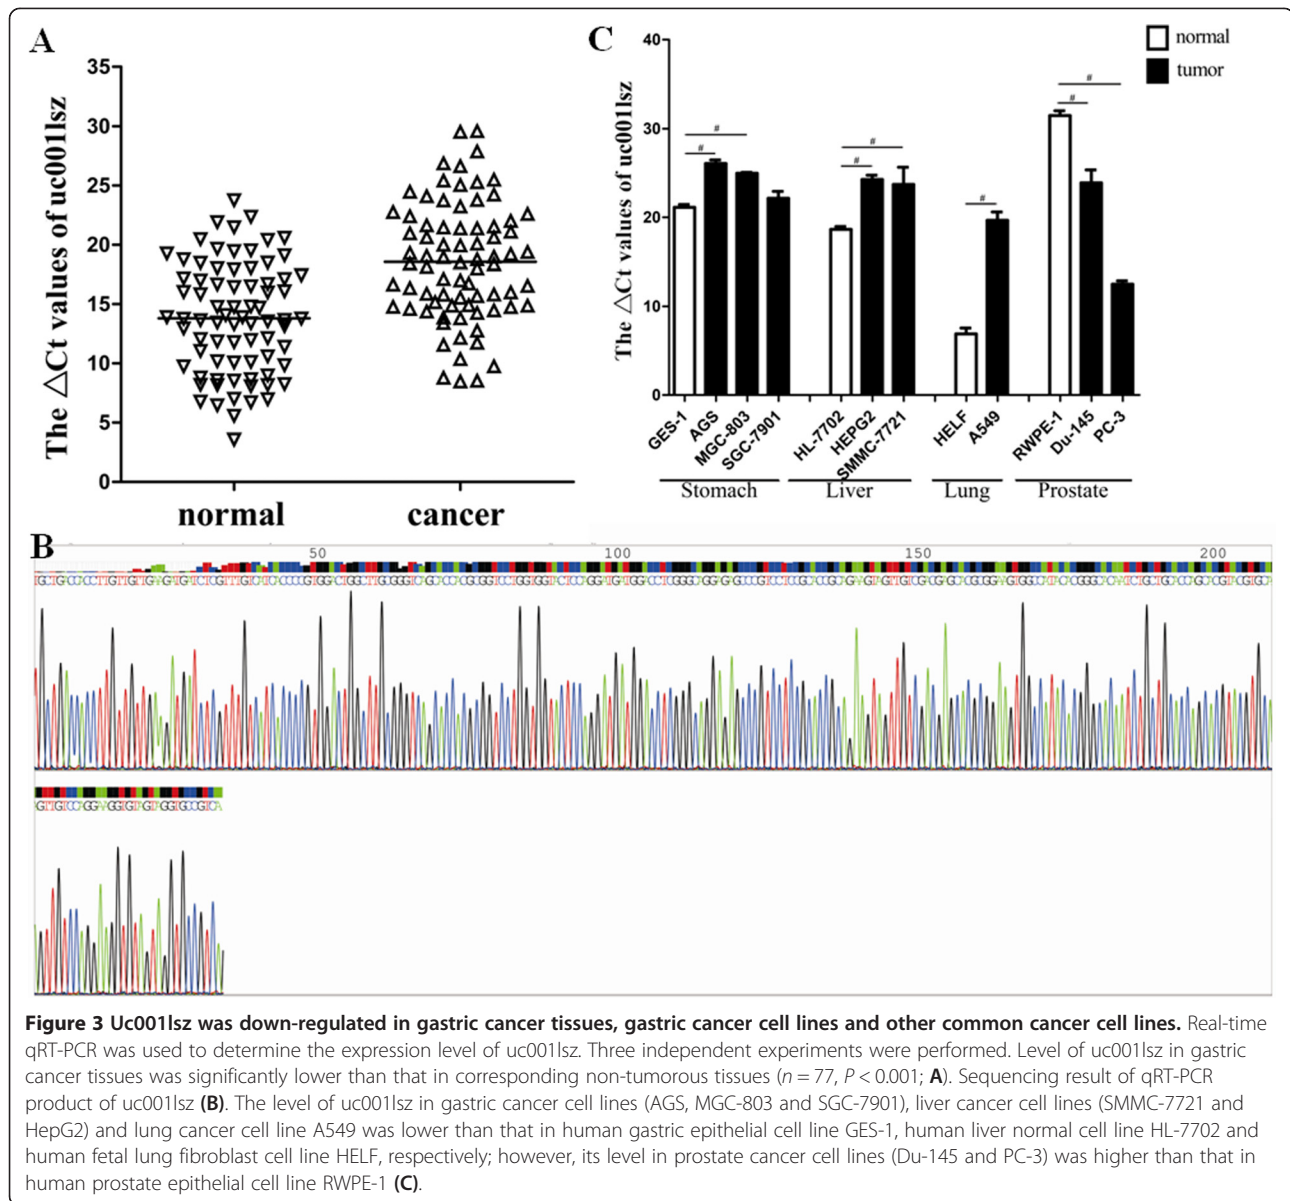 A
The △Ct values of uc001lsz
35
30
25
20
15
10
5
0
normal
cancer
C
The △Ct values of uc001lsz
40
30
20
10
0
normal
tumor
#
#
#
#
#
#
#
GES-1
AGS
MGC-803
SGC-7901
HL-7702
HEPG2
SMMC-7721
HELF
A549
RWPE-1
Du-145
PC-3
Stomach
Liver
Lung
Prostate
B
50
100
150
200
Figure 3 Uc001lsz was down-regulated in gastric cancer tissues, gastric cancer cell lines and other common cancer cell lines. Real-time
qRT-PCR was used to determine the expression level of uc001lsz. Three independent experiments were performed. Level of uc001lsz in gastric
cancer tissues was significantly lower than that in corresponding non-tumorous tissues (n = 77, P < 0.001; A). Sequencing result of qRT-PCR
product of uc001lsz (B). The level of uc001lsz in gastric cancer cell lines (AGS, MGC-803 and SGC-7901), liver cancer cell lines (SMMC-7721 and
HepG2) and lung cancer cell line A549 was lower than that in human gastric epithelial cell line GES-1, human liver normal cell line HL-7702 and
human fetal lung fibroblast cell line HELF, respectively; however, its level in prostate cancer cell lines (Du-145 and PC-3) was higher than that in
human prostate epithelial cell line RWPE-1 (C).